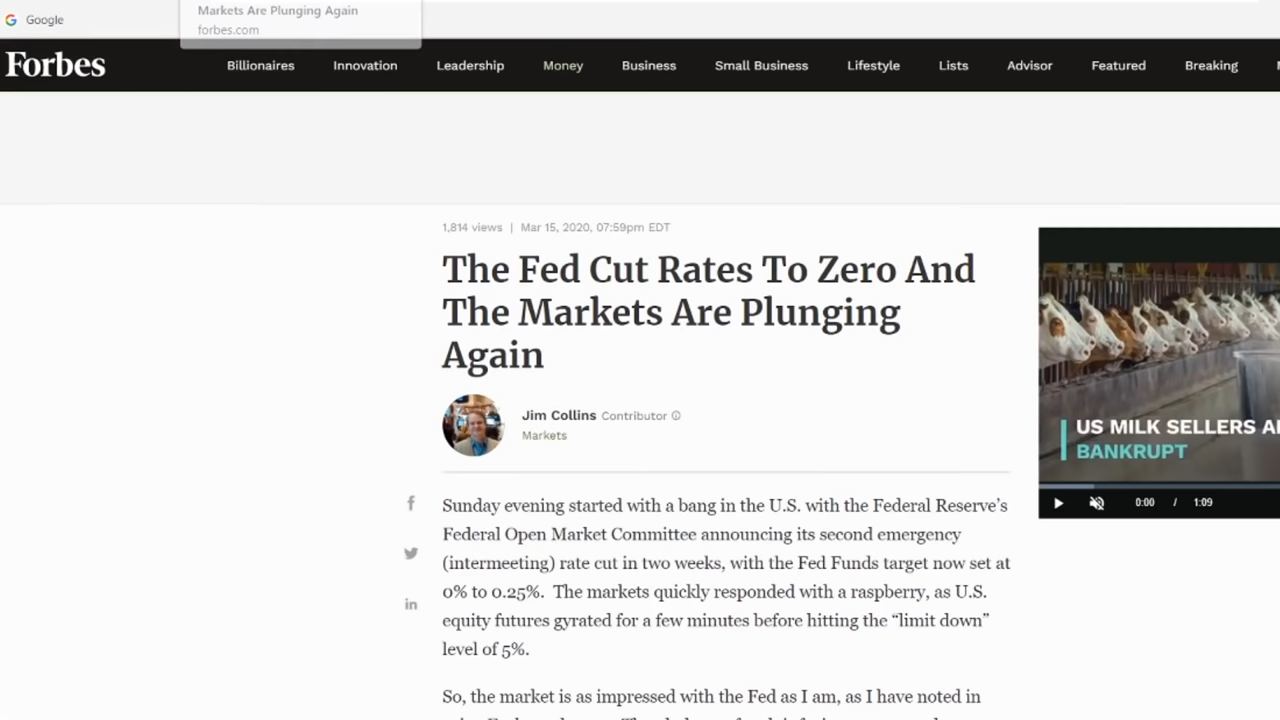 Markets Are Plunging Again
Google
forbes.com
Forbes
Billionaires Innovation Leadership Money Business Small Business Lifestyle Lists Advisor Featured Breaking
1,814 views | Mar 15, 2020, 07:59pm EDT
The Fed Cut Rates To Zero And
The Markets Are Plunging
Again
Jim Collins Contributor
Markets
US MILK SELLERS
BANKRUPT
0:00 / 1:09
Sunday evening started with a bang in the U.S. with the Federal Reserve’s
Federal Open Market Committee announcing its second emergency
(intermeeting) rate cut in two weeks, with the Fed Funds target now set at
0% to 0.25%. The markets quickly responded with a raspberry, as U.S.
equity futures gyrated for a few minutes before hitting the “limit down”
level of 5%.
So, the market is as impressed with the Fed as I am, as I have noted in